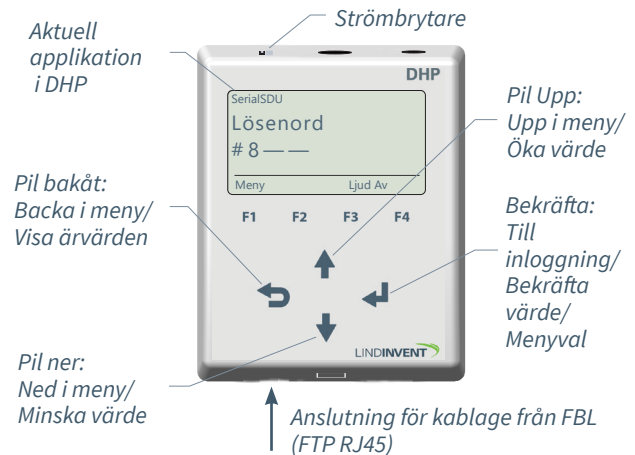 Strömbrytare
Aktuell
applikation
i DHP
DHP
SerialSDU
Lösenord
# 8 — —
Meny Ljud Av
F1 F2 F3 F4
Pil Upp:
Upp i meny/
Öka värde
Pil bakåt:
Backa i meny/
Visa ärvärden
Bekräfta:
Till
inloggning/
Bekräfta
värde/
Menyval
LINDINVENT
Pil ner:
Ned i meny/
Minska värde
Anslutning för kablage från FBL
(FTP RJ45)